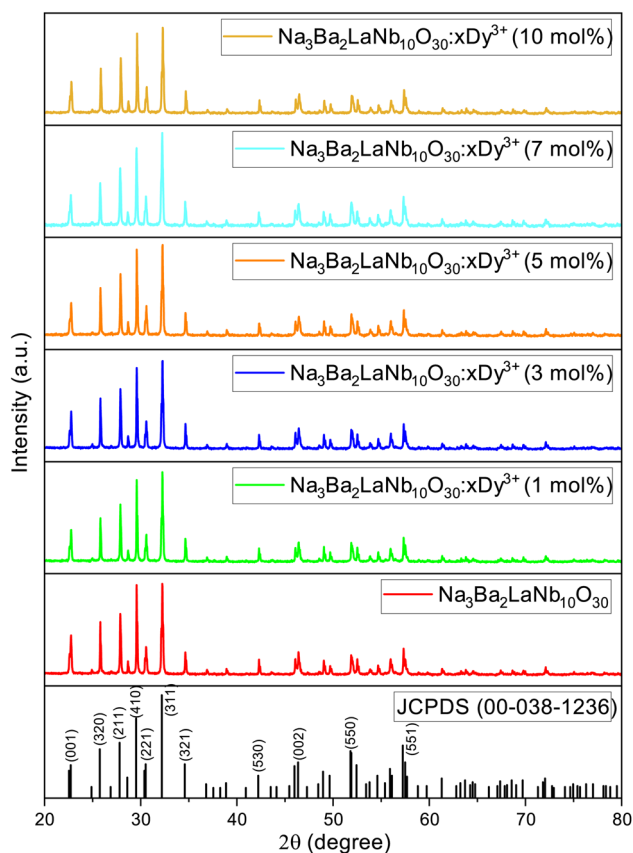 Na₃Ba₂LaNb₁₀O₃₀:xDy³⁺ (10 mol%)
Na₃Ba₂LaNb₁₀O₃₀:xDy³⁺ (7 mol%)
Na₃Ba₂LaNb₁₀O₃₀:xDy³⁺ (5 mol%)
Na₃Ba₂LaNb₁₀O₃₀:xDy³⁺ (3 mol%)
Na₃Ba₂LaNb₁₀O₃₀:xDy³⁺ (1 mol%)
Na₃Ba₂LaNb₁₀O₃₀
JCPDS (00-038-1236)
Intensity (a.u.)
(001)
(320)
(211)
(410)
(221)
(311)
(321)
(530)
(002)
(550)
(551)
20 30 40 50 60 70 80
2θ (degree)